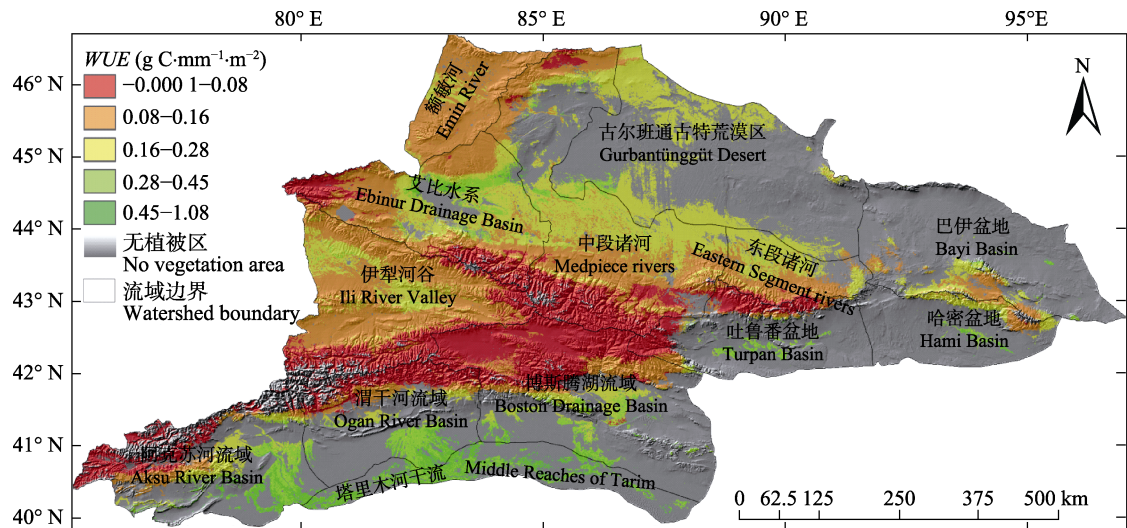 80° E
85° E
90° E
95° E
WUE (g C·mm⁻¹·m⁻²)
−0.000 1−0.08
0.08−0.16
0.16−0.28
0.28−0.45
0.45−1.08
无植被区
No vegetation area
流域边界
Watershed boundary
46° N
45° N
44° N
43° N
42° N
41° N
40° N
N
额敏河
Emin River
古尔班通古特荒漠区
Gurbantünggüt Desert
艾比水系
Ebinur Drainage Basin
巴伊盆地
Bayi Basin
中段诸河
Medpiece rivers
东段诸河
Eastern Segment rivers
伊犁河谷
Ili River Valley
吐鲁番盆地
Turpan Basin
哈密盆地
Hami Basin
博斯腾湖流域
Boston Drainage Basin
渭干河流域
Ogan River Basin
阿克苏河流域
Aksu River Basin
塔里木河干流
Middle Reaches of Tarim
0 62.5 125 250 375 500 km